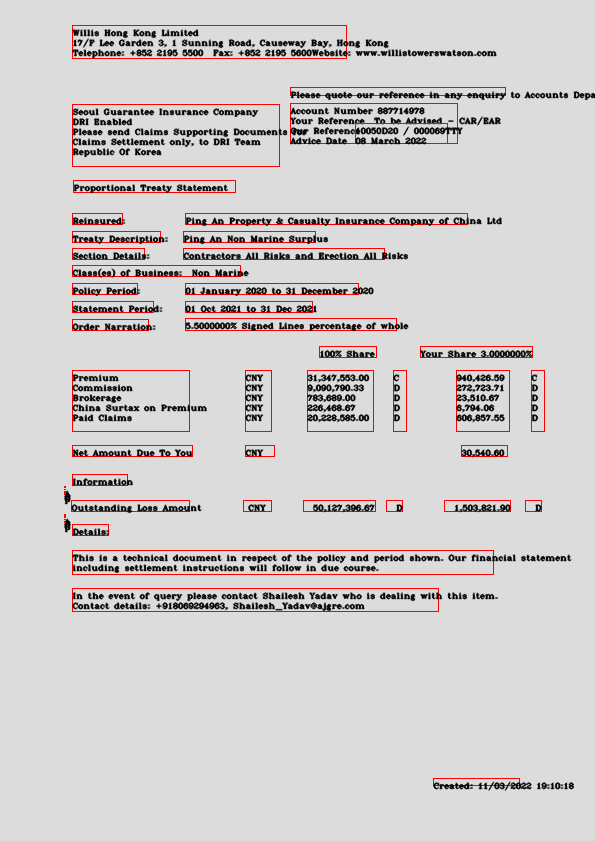 Willis Hong Kong Limited
17/F Lee Garden 3, 1 Sunning Road, Causeway Bay, Hong Kong
Telephone: +852 2195 5500 Fax: +852 2195 5600Website: www.willistowerswatson.com
Please quote our reference in any enquiry to Accounts Depa
Seoul Guarantee Insurance Company
DRI Enabled
Please send Claims Supporting Documents for
Claims Settlement only, to DRI Team
Republic Of Korea
Account Number 887714978
Your Reference To be Advised - CAR/EAR
Our Reference 10050D20 / 000069TTY
Advice Date 08 March 2022
Proportional Treaty Statement
Reinsured: Ping An Property & Casualty Insurance Company of China Ltd
Treaty Description: Ping An Non Marine Surplus
Section Details: Contractors All Risks and Erection All Risks
Class(es) of Business: Non Marine
Policy Period: 01 January 2020 to 31 December 2020
Statement Period: 01 Oct 2021 to 31 Dec 2021
Order Narration: 5.5000000% Signed Lines percentage of whole
100% Share Your Share 3.0000000%
Premium CNY 31,347,553.00 C 940,426.59 C
Commission CNY 9,090,790.33 D 272,723.71 D
Brokerage CNY 783,689.00 D 23,510.67 D
China Surtax on Premium CNY 226,468.67 D 6,794.06 D
Paid Claims CNY 20,228,585.00 D 606,857.55 D
Net Amount Due To You CNY 30,540.60
Information
Outstanding Loss Amount CNY 50,127,396.67 D 1,503,821.90 D
Details:
This is a technical document in respect of the policy and period shown. Our financial statement
including settlement instructions will follow in due course.
In the event of query please contact Shailesh Yadav who is dealing with this item.
Contact details: +918069294963, Shailesh_Yadav@ajgre.com
Created: 11/03/2022 19:10:18